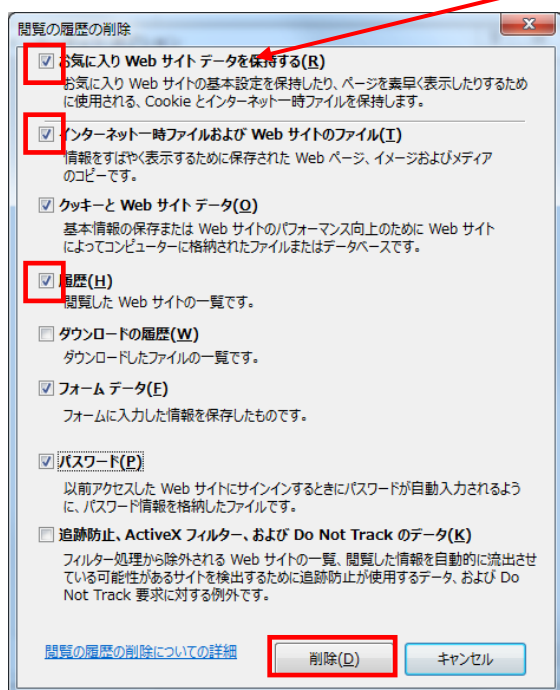 閲覧の履歴の削除
お気に入り Web サイト データを保持する(R)
お気に入り Web サイトの基本設定を保持したり、ページを素早く表示したりするため
に使用される、Cookie とインターネット一時ファイルを保持します。
インターネット一時ファイルおよび Web サイトのファイル(T)
情報をすばやく表示するために保存された Web ページ、イメージおよびメディア
のコピーです。
クッキーと Web サイト データ(O)
基本情報の保存または Web サイトのパフォーマンス向上のために Web サイト
によってコンピューターに格納されたファイルまたはデータベースです。
履歴(H)
閲覧した Web サイトの一覧です。
ダウンロードの履歴(W)
ダウンロードしたファイルの一覧です。
フォーム データ(F)
フォームに入力した情報を保存したものです。
パスワード(P)
以前アクセスした Web サイトにサインインするときにパスワードが自動入力されるよう
に、パスワード情報を格納したファイルです。
追跡防止、ActiveX フィルター、および Do Not Track のデータ(K)
フィルター処理から除外される Web サイトの一覧、閲覧した情報を自動的に流出させ
ている可能性があるサイトを検出するために追跡防止が使用するデータ、および Do
Not Track 要求に対する例外です。
閲覧の履歴の削除についての詳細
削除(D)
キャンセル